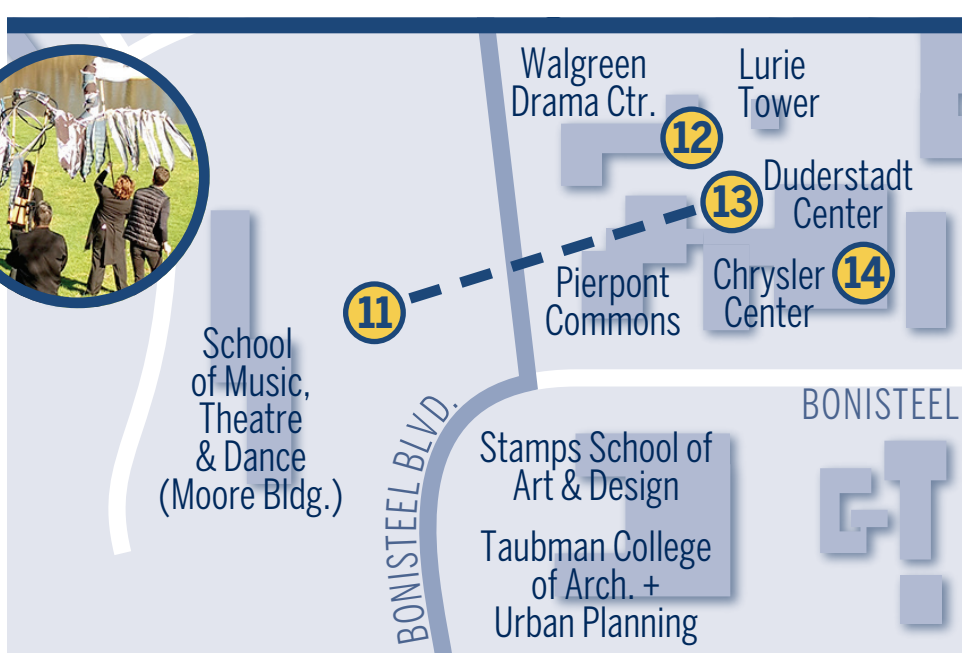 Walgreen
Drama Ctr.
Lurie
Tower
12
Duderstadt
Center
13
Chrysler
Center
14
Pierpont
Commons
11
School
of Music,
Theatre
& Dance
(Moore Bldg.)
BONISTEEL BLVD.
BONISTEEL
Stamps School of
Art & Design
Taubman College
of Arch. +
Urban Planning